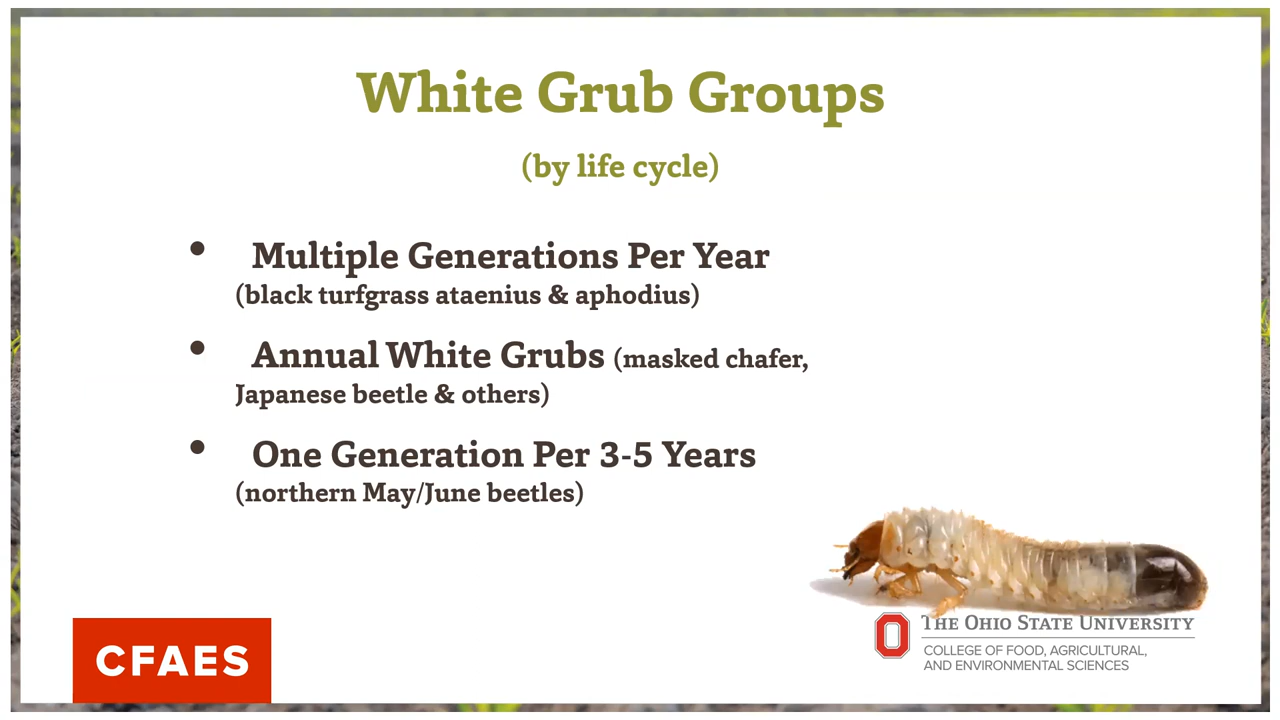 White Grub Groups
(by life cycle)
• Multiple Generations Per Year
(black turfgrass ataenius & aphodius)
• Annual White Grubs (masked chafer,
Japanese beetle & others)
• One Generation Per 3-5 Years
(northern May/June beetles)
CFAES
THE OHIO STATE UNIVERSITY
COLLEGE OF FOOD, AGRICULTURAL,
AND ENVIRONMENTAL SCIENCES